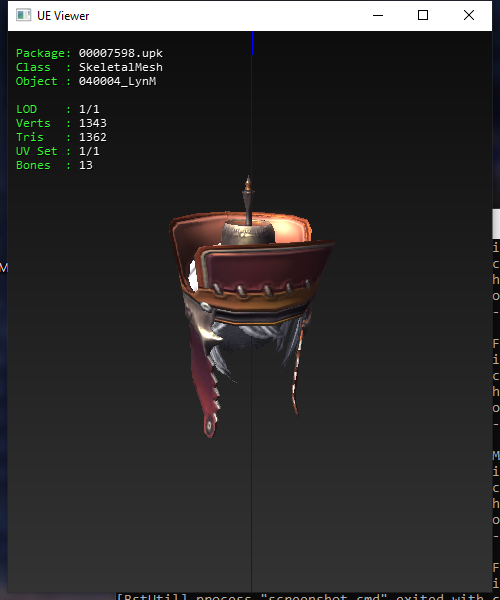 UE Viewer
Package: 00007598.upk
Class : SkeletalMesh
Object : 040004_LynM
LOD : 1/1
Verts : 1343
Tris : 1362
UV Set : 1/1
Bones : 13
M
i
c
h
o
-
F
i
c
h
o
-
M
i
c
h
o
-
F
i
[BstUtil] process "screenshot.cmd" exited with c